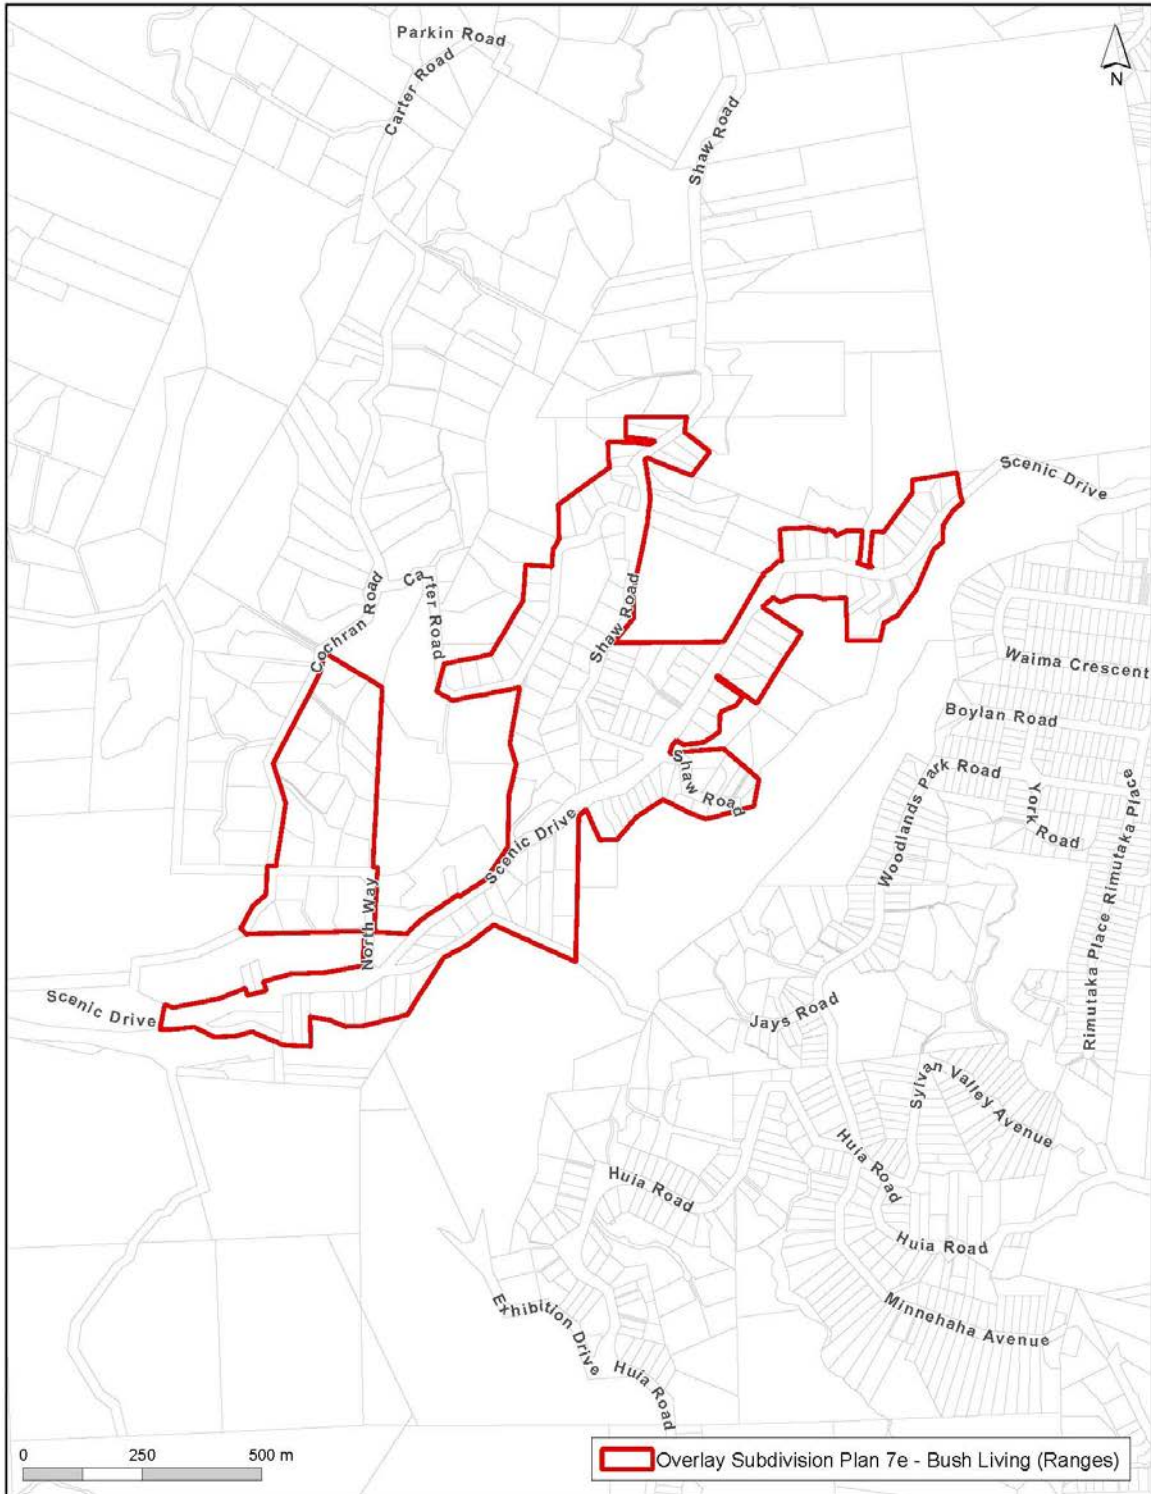 Parkin Road
Carter Road
N
Shaw Road
Scenic Drive
Carter Road
Cochran Road
Shaw Road
Waima Crescent
Boylan Road
Woodlands Park Road
York Road
Rimutaka Place
Rimutaka Place
Shaw Road
Scenic Drive
North Way
Scenic Drive
Jays Road
Sylvan Valley Avenue
Huia Road
Huia Road
Huia Road
Minnehaha Avenue
Exhibition Drive
Huia Road
0 250 500 m
Overlay Subdivision Plan 7e - Bush Living (Ranges)